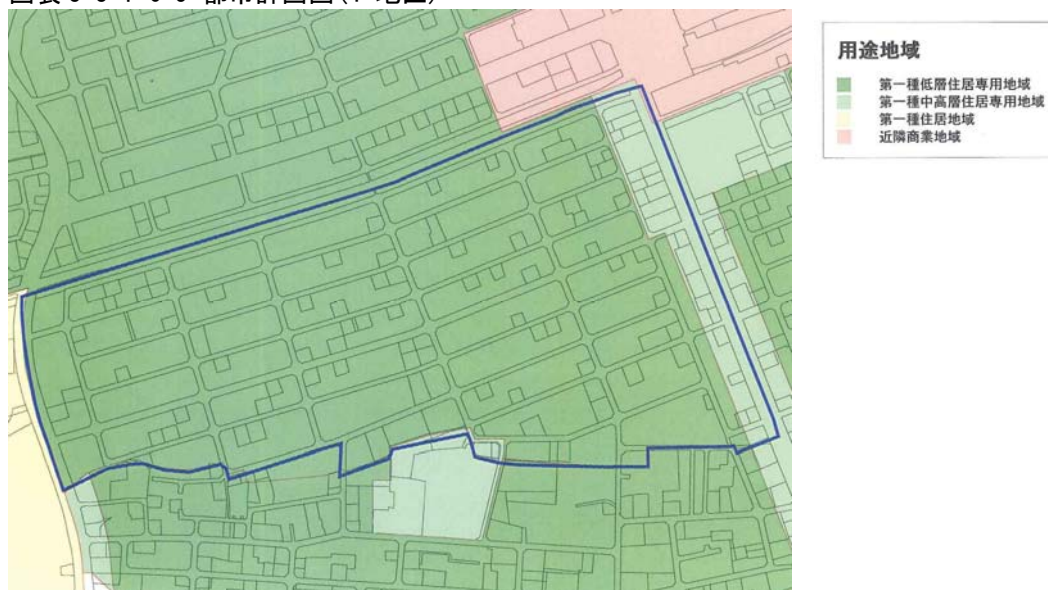 用途地域
第一種低層住居専用地域
第一種中高層住居専用地域
第一種住居地域
近隣商業地域